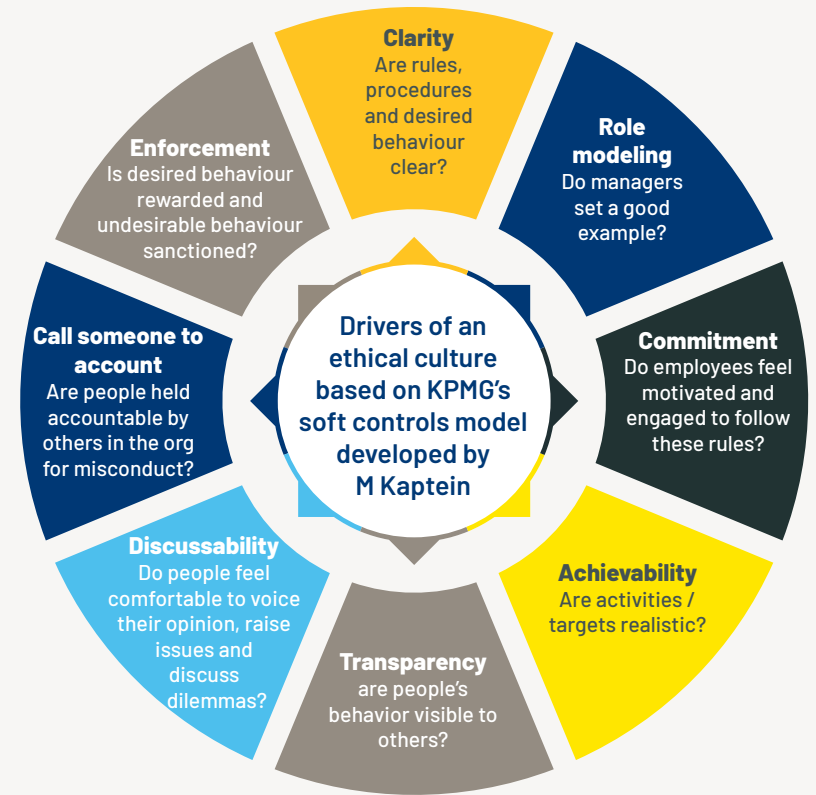 Clarity
Are rules,
procedures
and desired
behaviour
clear?
Role
modeling
Do managers
set a good
example?
Commitment
Do employees feel
motivated and
engaged to follow
these rules?
Achievability
Are activities /
targets realistic?
Transparency
are people's
behavior visible to
others?
Discussability
Do people feel
comfortable to voice
their opinion, raise
issues and
discuss
dilemmas?
Call someone to
account
Are people held
accountable by
others in the org
for misconduct?
Enforcement
Is desired behaviour
rewarded and
undesirable behaviour
sanctioned?
Drivers of an
ethical culture
based on KPMG's
soft controls model
developed by
M Kaptein